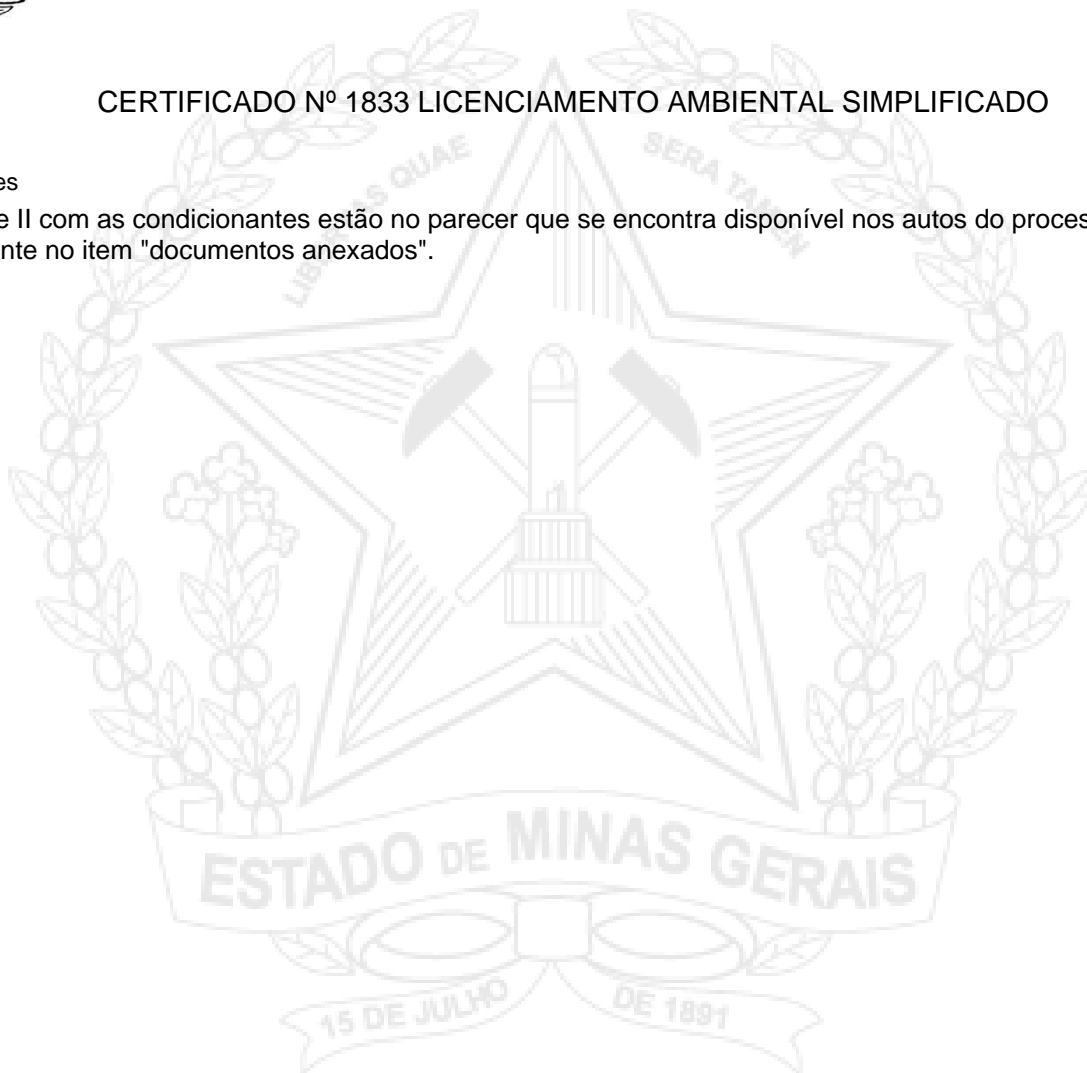 CERTIFICADO Nº 1833 LICENCIAMENTO AMBIENTAL SIMPLIFICADO
es
e II com as condicionantes estão no parecer que se encontra disponível nos autos do proces
nte no item "documentos anexados".
LIBERTAS QUAE SERA TAMEN
ESTADO DE MINAS GERAIS
15 DE JULHO DE 1891